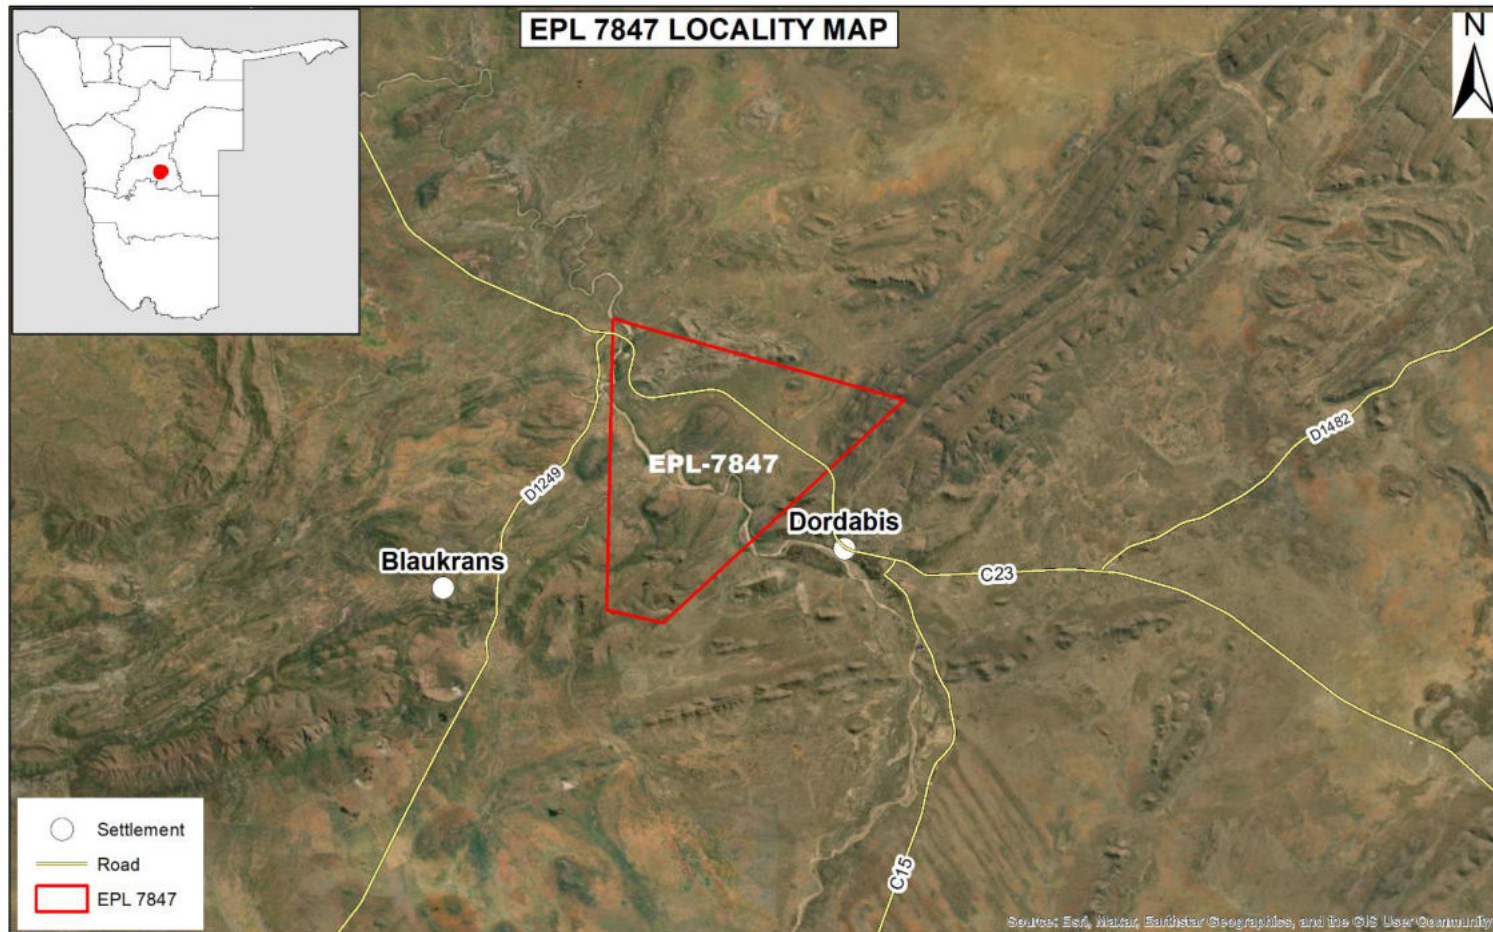 EPL 7847 LOCALITY MAP
N
D1482
EPL-7847
D1249
Dordabis
Blaukrans
C23
C15
Settlement
Road
EPL 7847
Source: Esri, Maxar, Earthstar Geographics, and the GIS User Community